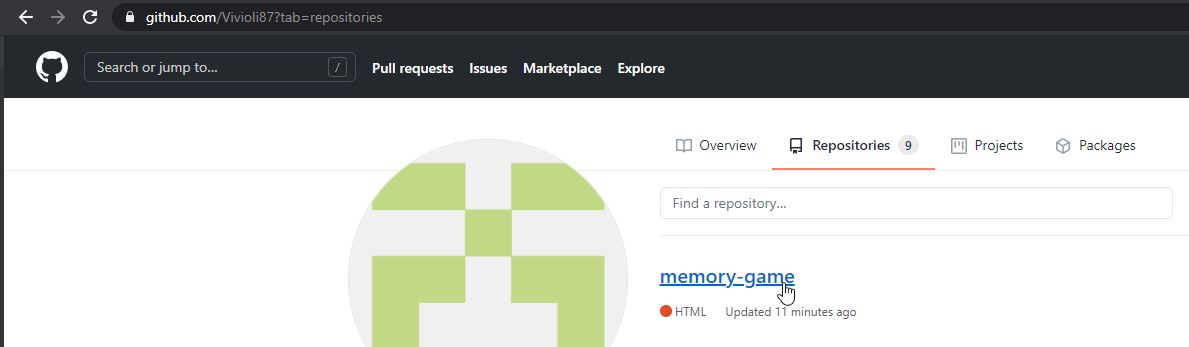 github.com/Vivioli87?tab=repositories
Search or jump to... / Pull requests Issues Marketplace Explore
Overview Repositories 9 Projects Packages
Find a repository...
memory-game
HTML Updated 11 minutes ago